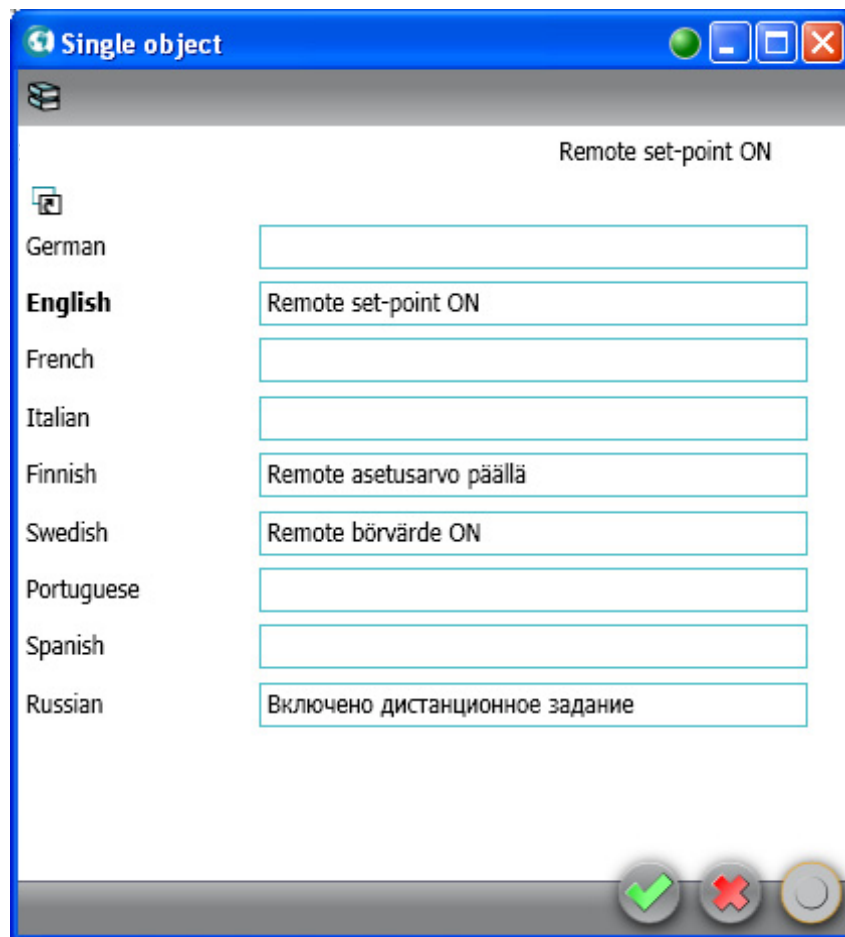 Single object
Remote set-point ON
German
English Remote set-point ON
French
Italian
Finnish Remote asetusarvo päällä
Swedish Remote börvärde ON
Portuguese
Spanish
Russian Включено дистанционное задание